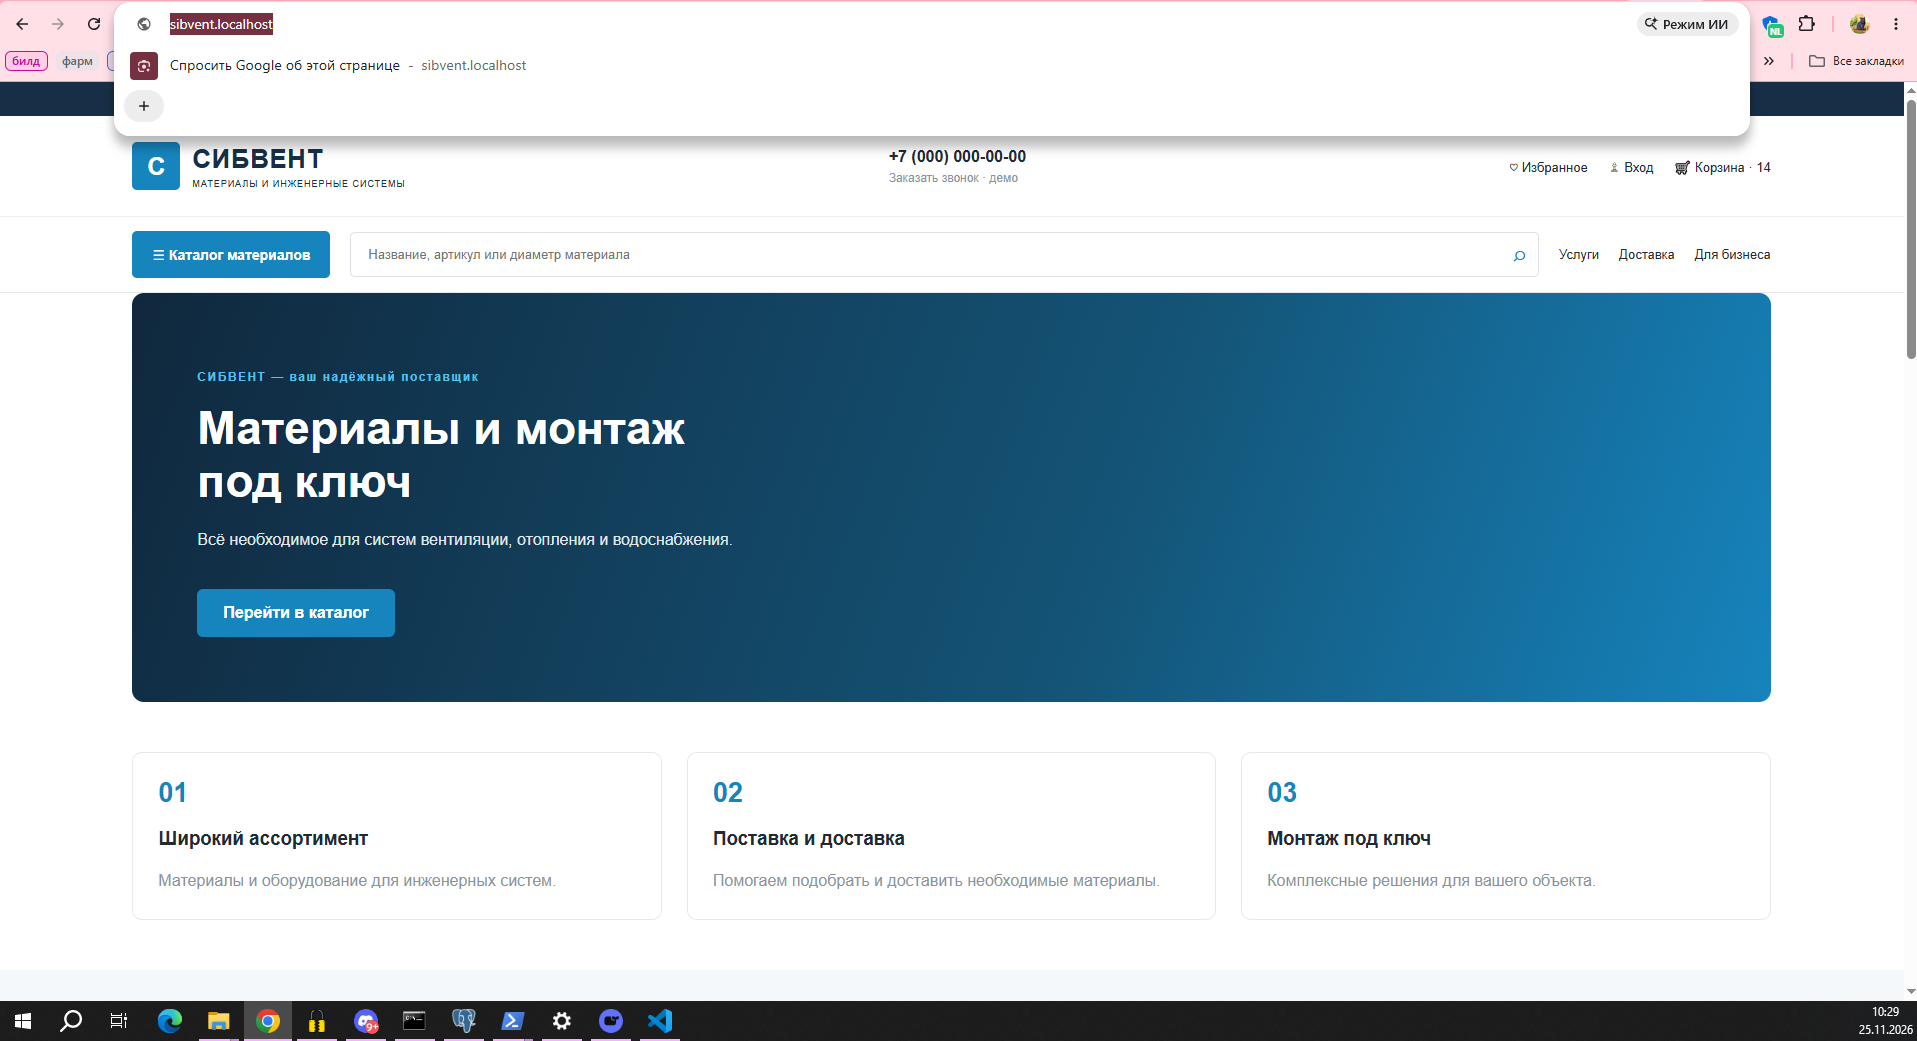 sibvent.localhost
Режим ИИ
NL
Спросить Google об этой странице - sibvent.localhost
билд
фарм
Все закладки
С
СИБВЕНТ
МАТЕРИАЛЫ И ИНЖЕНЕРНЫЕ СИСТЕМЫ
+7 (000) 000-00-00
Заказать звонок · демо
Избранное
Вход
Корзина · 14
Каталог материалов
Название, артикул или диаметр материала
Услуги
Доставка
Для бизнеса
СИБВЕНТ — ваш надёжный поставщик
Материалы и монтаж
под ключ
Всё необходимое для систем вентиляции, отопления и водоснабжения.
Перейти в каталог
01
Широкий ассортимент
Материалы и оборудование для инженерных систем.
02
Поставка и доставка
Помогаем подобрать и доставить необходимые материалы.
03
Монтаж под ключ
Комплексные решения для вашего объекта.
9+
10:29
25.11.2026